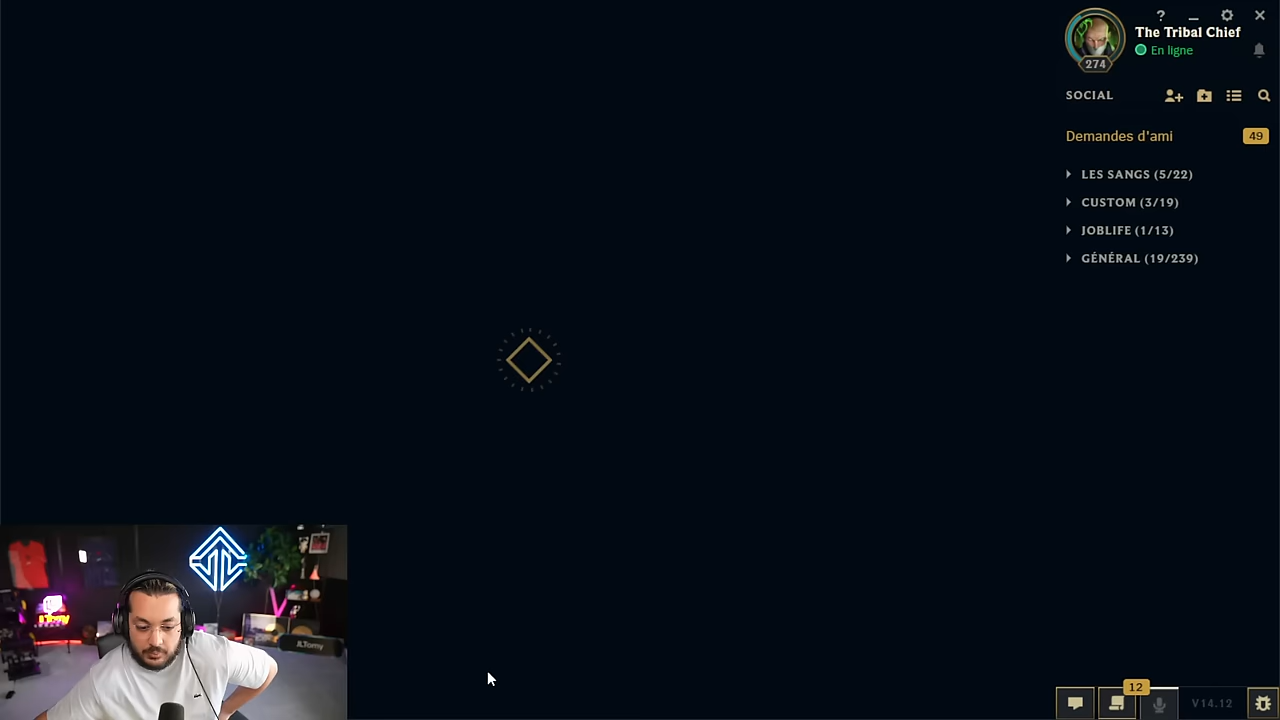 ?
The Tribal Chief
En ligne
274
SOCIAL
Demandes d'ami
49
LES SANGS (5/22)
CUSTOM (3/19)
JOBLIFE (1/13)
GÉNÉRAL (19/239)
JLTomy
12
V14.12